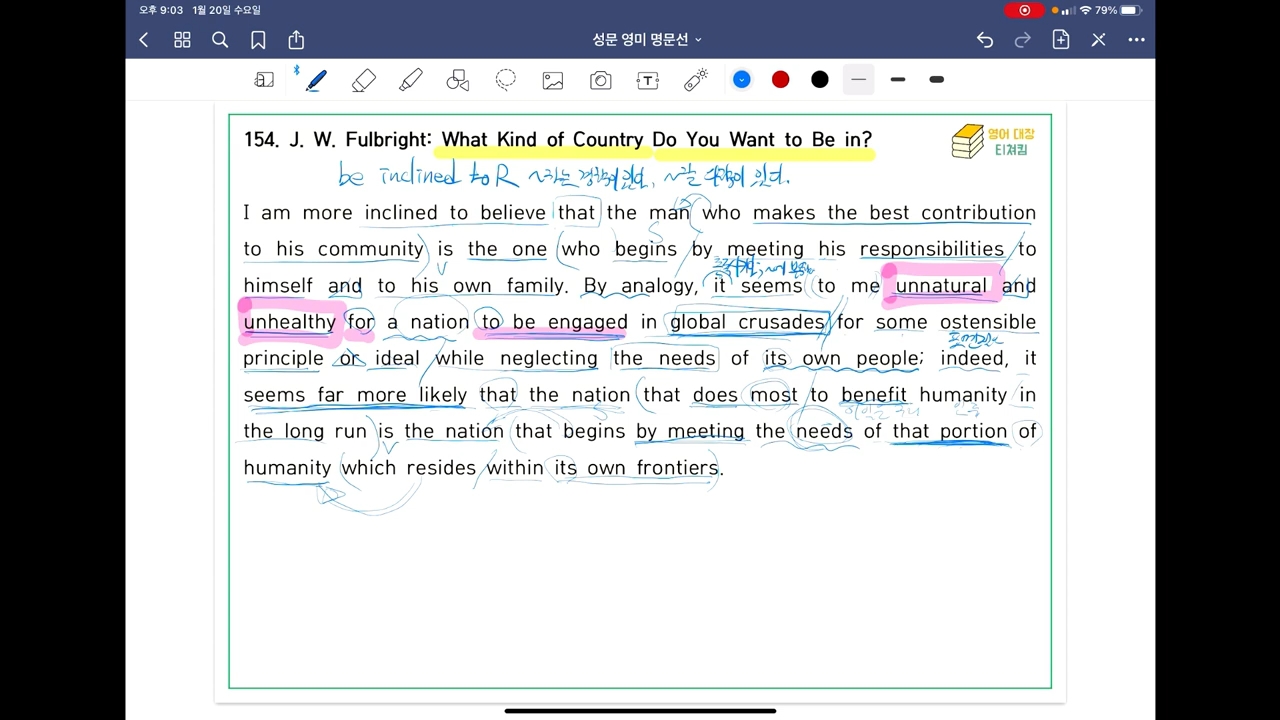 오후 9:03 1월 20일 수요일
79%
성문 영미 명문선
154. J. W. Fulbright: What Kind of Country Do You Want to Be in?
영어 대장
티쳐킴
be inclined to R ~하는 경향이 있다, ~할 마음이 있다.
I am more inclined to believe that the man who makes the best contribution
S
to his community is the one who begins by meeting his responsibilities to
V
himself and to his own family. By analogy, it seems to me unnatural and
unhealthy for a nation to be engaged in global crusades for some ostensible
principle or ideal while neglecting the needs of its own people; indeed, it
seems far more likely that the nation that does most to benefit humanity in
S
the long run is the nation that begins by meeting the needs of that portion of
V
humanity which resides within its own frontiers.